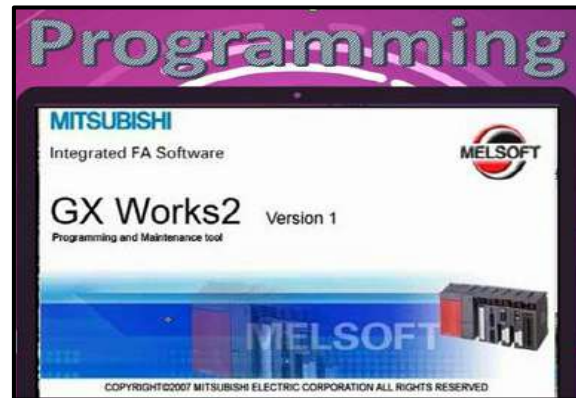 Programming
MITSUBISHI
Integrated FA Software
MELSOFT
GX Works2 Version 1
Programming and Maintenance tool
MELSOFT
COPYRIGHT©2007 MITSUBISHI ELECTRIC CORPORATION ALL RIGHTS RESERVED